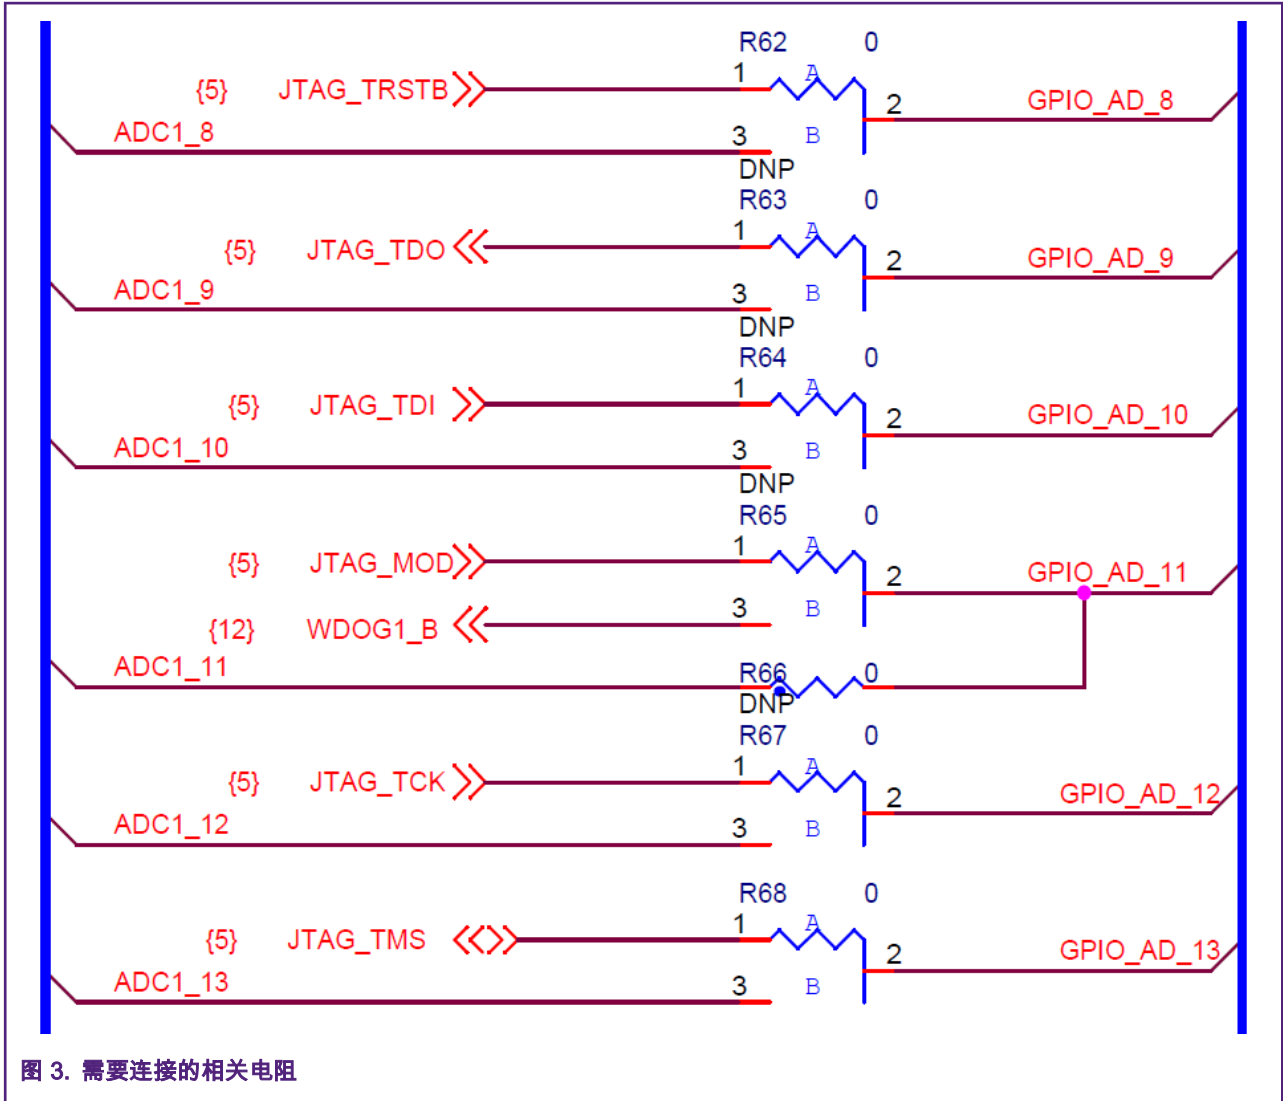 R62 0
1 A
{5} JTAG_TRSTB
2 GPIO_AD_8
ADC1_8
3 B
DNP
R63 0
1 A
{5} JTAG_TDO
2 GPIO_AD_9
ADC1_9
3 B
DNP
R64 0
1 A
{5} JTAG_TDI
2 GPIO_AD_10
ADC1_10
3 B
DNP
R65 0
1 A
{5} JTAG_MOD
2 GPIO_AD_11
3 B
{12} WDOG1_B
ADC1_11
R66 0
DNP
R67 0
1 A
{5} JTAG_TCK
2 GPIO_AD_12
ADC1_12
3 B
R68 0
1 A
{5} JTAG_TMS
2 GPIO_AD_13
ADC1_13
3 B
图 3. 需要连接的相关电阻